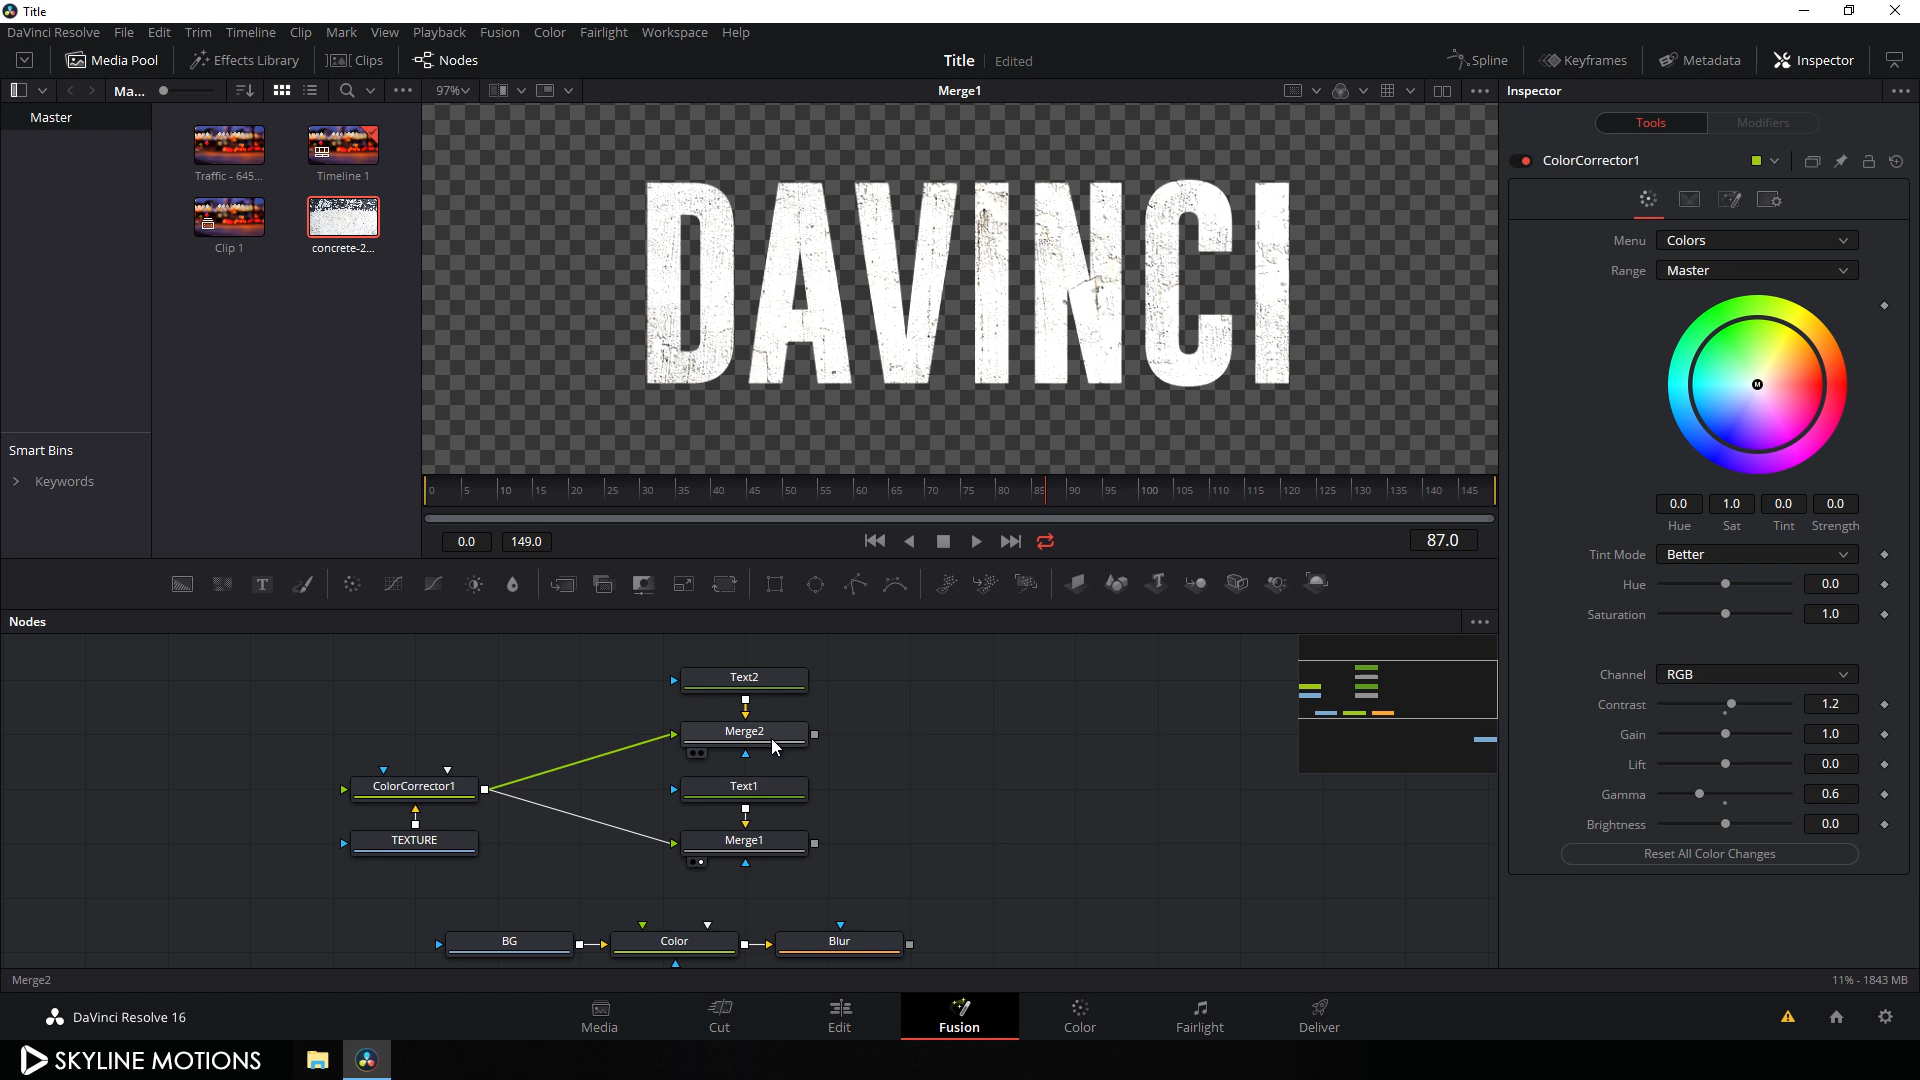 Title
DaVinci Resolve File Edit Trim Timeline Clip Mark View Playback Fusion Color Fairlight Workspace Help
Media Pool Effects Library Clips Nodes Title Edited Spline Keyframes Metadata Inspector
Ma... 97% Merge1 Inspector
Master
Traffic - 645... Timeline 1
Clip 1 concrete-2...
Smart Bins
Keywords
DAVINCI
0 5 10 15 20 25 30 35 40 45 50 55 60 65 70 75 80 85 90 95 100 105 110 115 120 125 130 135 140 145
0.0 149.0 87.0
Tools Modifiers
ColorCorrector1
Menu Colors
Range Master
M
0.0 1.0 0.0 0.0
Hue Sat Tint Strength
Tint Mode Better
Hue 0.0
Saturation 1.0
Channel RGB
Contrast 1.2
Gain 1.0
Lift 0.0
Gamma 0.6
Brightness 0.0
Reset All Color Changes
Nodes
Text2
Merge2
ColorCorrector1 Text1
TEXTURE Merge1
BG Color Blur
Merge2 11% - 1843 MB
DaVinci Resolve 16 Media Cut Edit Fusion Color Fairlight Deliver
SKYLINE MOTIONS